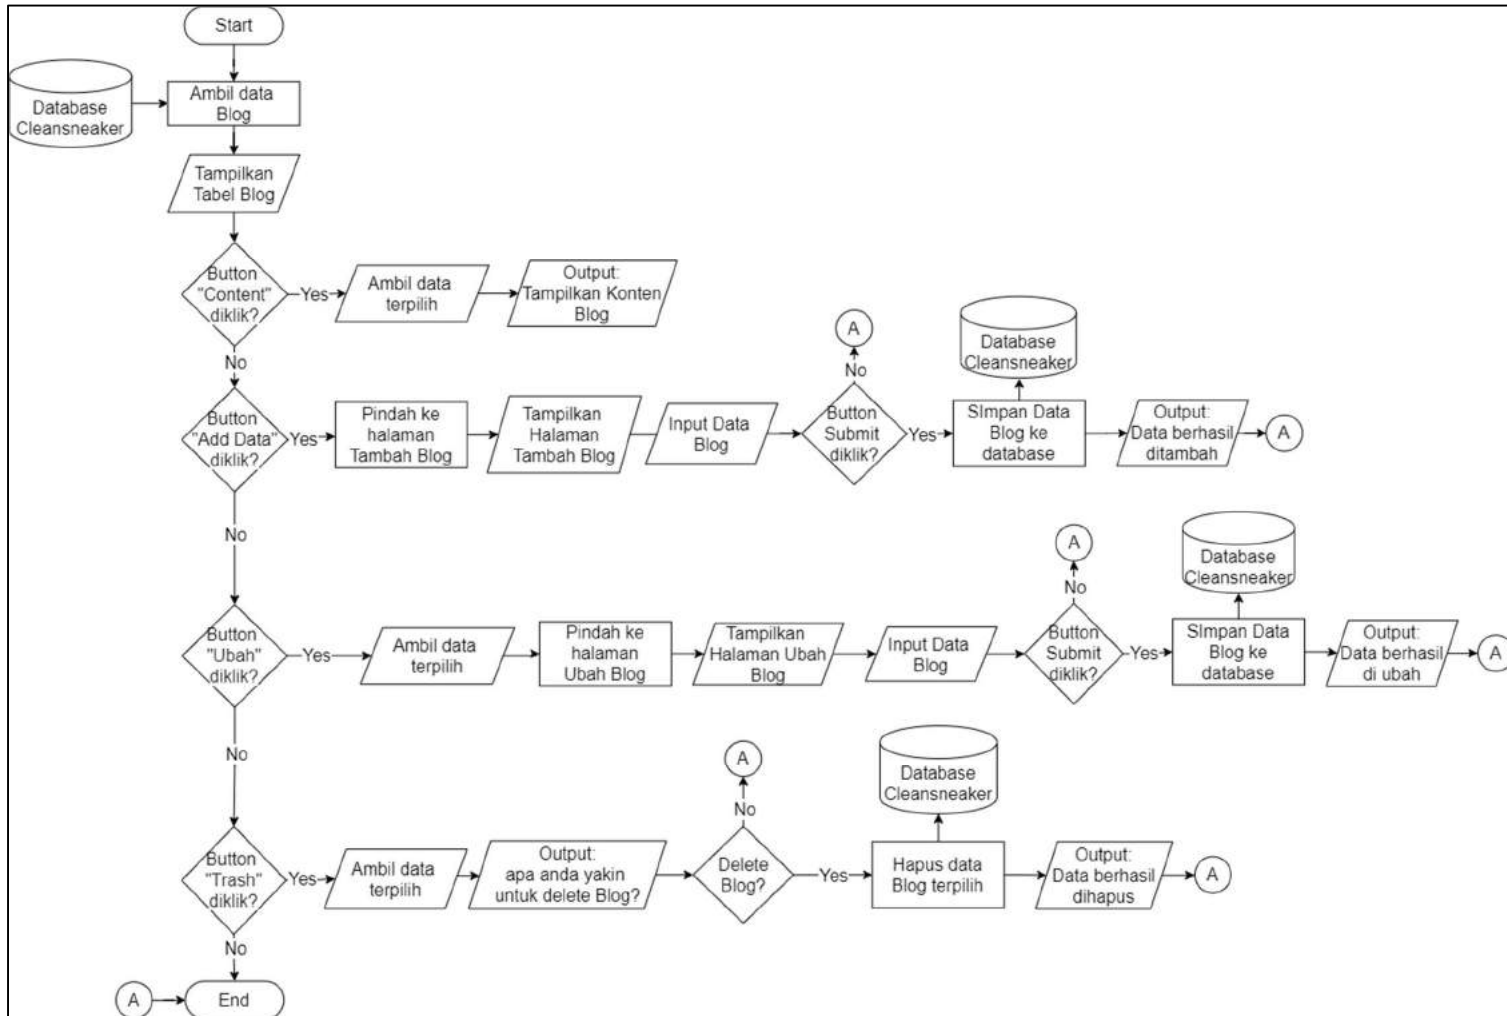 Start
Database
Cleansneaker
Ambil data
Blog
Tampilkan
Tabel Blog
Button
"Content"
diklik?
Yes
Ambil data
terpilih
Output:
Tampilkan Konten
Blog
No
Button
"Add Data"
diklik?
Yes
Pindah ke
halaman
Tambah Blog
Tampilkan
Halaman
Tambah Blog
Input Data
Blog
A
No
Button
Submit
diklik?
Yes
Database
Cleansneaker
SImpan Data
Blog ke
database
Output:
Data berhasil
ditambah
A
No
Button
"Ubah"
diklik?
Yes
Ambil data
terpilih
Pindah ke
halaman
Ubah Blog
Tampilkan
Halaman Ubah
Blog
Input Data
Blog
A
No
Button
Submit
diklik?
Yes
Database
Cleansneaker
SImpan Data
Blog ke
database
Output:
Data berhasil
di ubah
A
No
Button
"Trash"
diklik?
Yes
Ambil data
terpilih
Output:
apa anda yakin
untuk delete Blog?
A
No
Delete
Blog?
Yes
Database
Cleansneaker
Hapus data
Blog terpilih
Output:
Data berhasil
dihapus
A
No
A
End